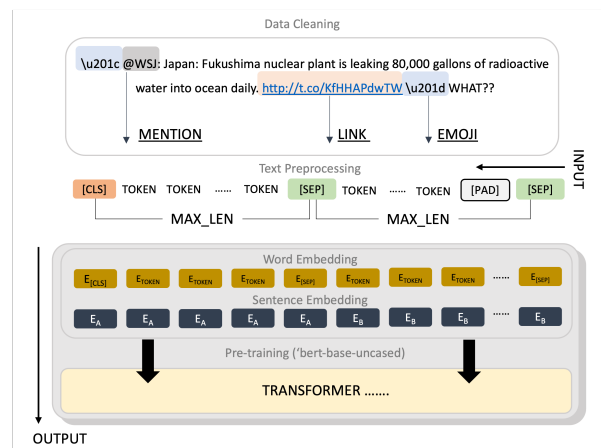 Data Cleaning
\u201c @WSJ: Japan: Fukushima nuclear plant is leaking 80,000 gallons of radioactive
water into ocean daily. http://t.co/KfHHAPdwTW \u201d WHAT??
MENTION LINK EMOJI
INPUT
Text Preprocessing
[CLS] TOKEN TOKEN ...... TOKEN [SEP] TOKEN ...... TOKEN [PAD] [SEP]
MAX_LEN MAX_LEN
Word Embedding
E[CLS] ETOKEN ETOKEN ETOKEN E[SEP] ETOKEN ETOKEN ETOKEN ...... E[SEP]
Sentence Embedding
EA EA EA EA EA EB EB EB ...... EB
Pre-training ('bert-base-uncased)
TRANSFORMER .......
OUTPUT